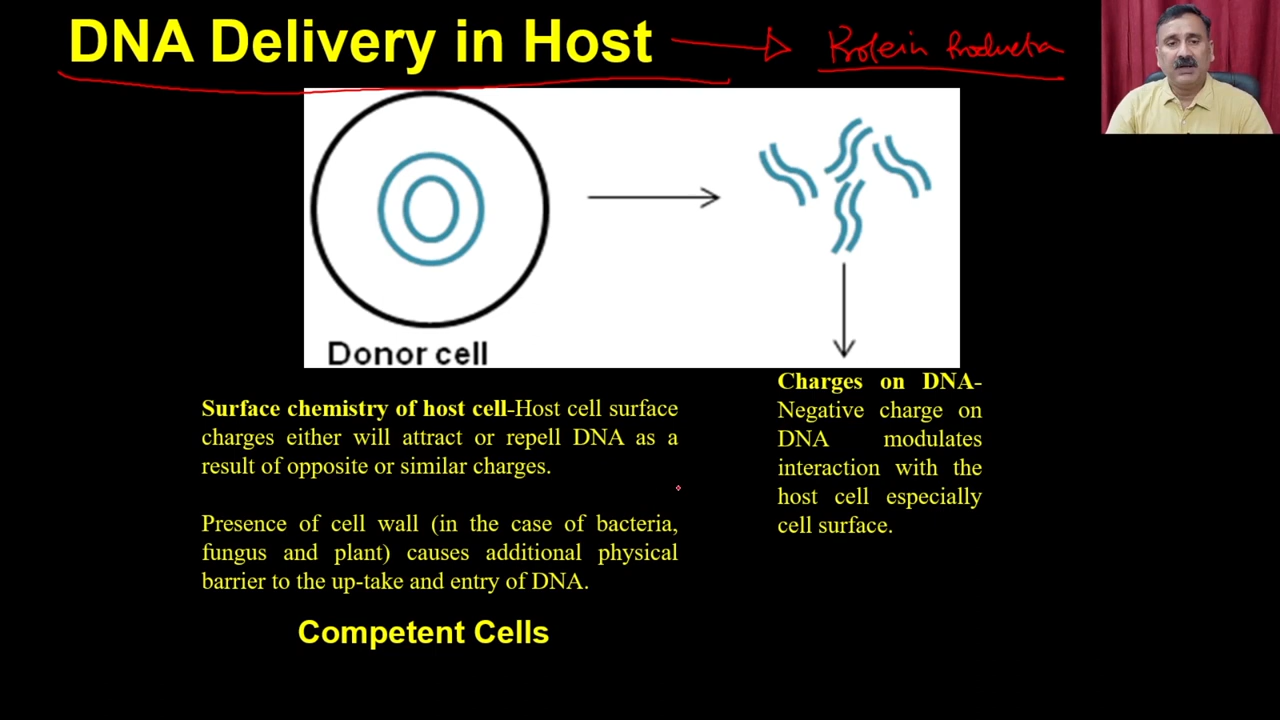 DNA Delivery in Host
Protein Production
Donor cell
Charges on DNA-
Negative charge on
DNA modulates
interaction with the
host cell especially
cell surface.
Surface chemistry of host cell-Host cell surface
charges either will attract or repell DNA as a
result of opposite or similar charges.
Presence of cell wall (in the case of bacteria,
fungus and plant) causes additional physical
barrier to the up-take and entry of DNA.
Competent Cells